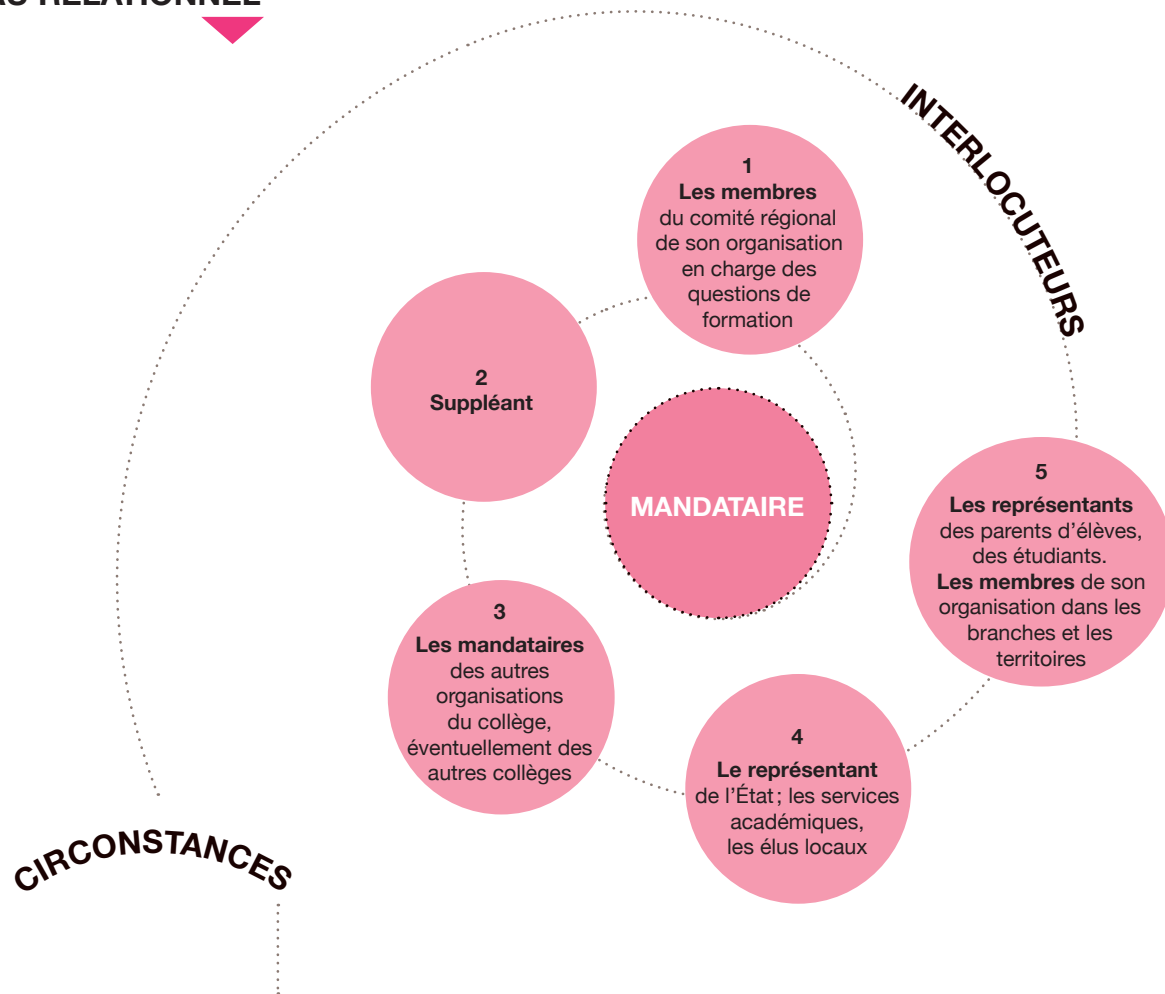 RELATIONNEL
INTERLOCUTEURS
1
Les membres
du comité régional
de son organisation
en charge des
questions de
formation
2
Suppléant
MANDATAIRE
5
Les représentants
des parents d'élèves,
des étudiants.
Les membres de son
organisation dans les
branches et les
territoires
3
Les mandataires
des autres
organisations
du collège,
éventuellement des
autres collèges
4
Le représentant
de l'État ; les services
académiques,
les élus locaux
CIRCONSTANCES